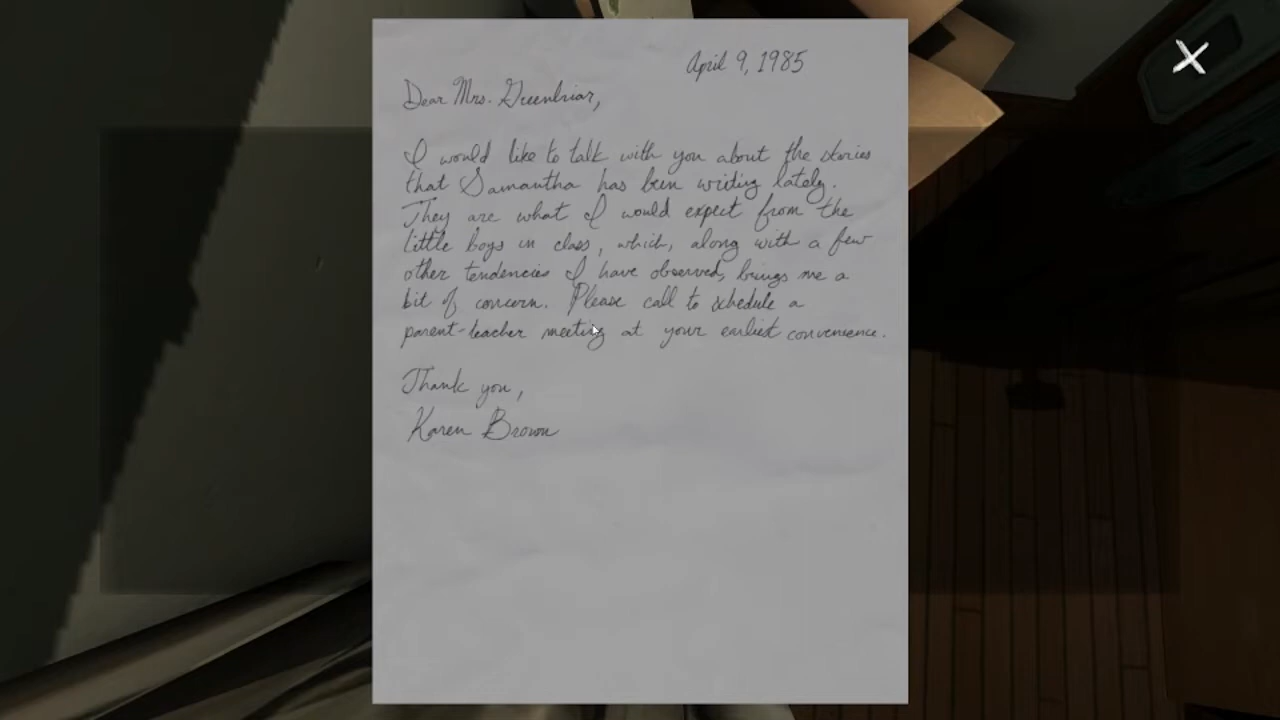 April 9, 1985
Dear Mrs. Greenbriar,
I would like to talk with you about the stories
that Samantha has been writing lately.
They are what I would expect from the
little boys in class, which, along with a few
other tendencies I have observed, brings me a
bit of concern. Please call to schedule a
parent-teacher meeting at your earliest convenience.
Thank you,
Karen Brown